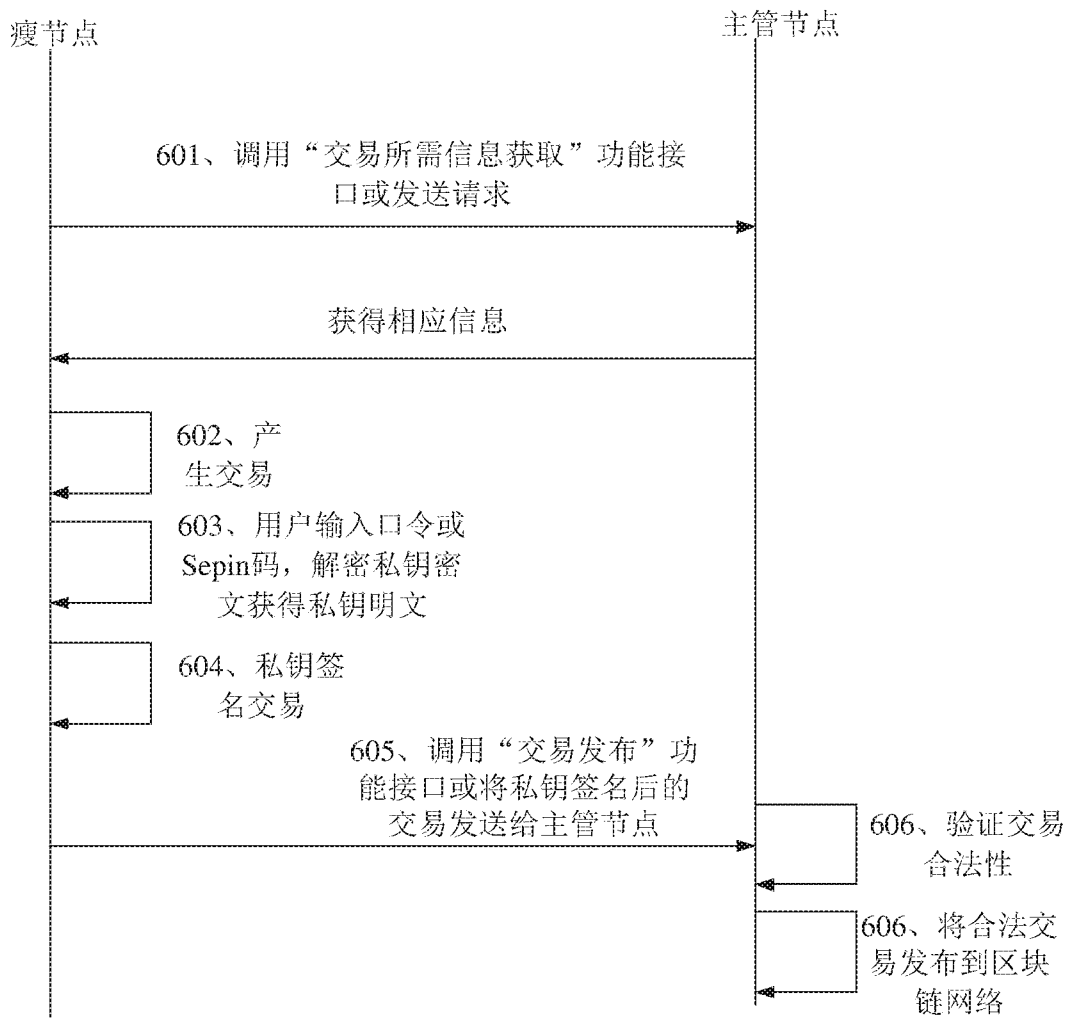 瘦节点
主管节点
601、调用“交易所需信息获取”功能接
口或发送请求
获得相应信息
602、产
生交易
603、用户输入口令或
Sepin码，解密私钥密
文获得私钥明文
604、私钥签
名交易
605、调用“交易发布”功
能接口或将私钥签名后的
交易发送给主管节点
606、验证交易
合法性
606、将合法交
易发布到区块
链网络